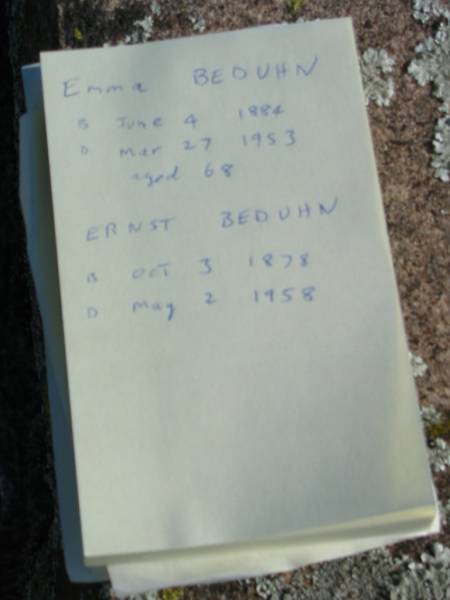 Emma BEDUHN
B June 4 1884
D Mar 27 1953
aged 68
ERNST BEDUHN
B OCT 3 1878
D May 2 1958